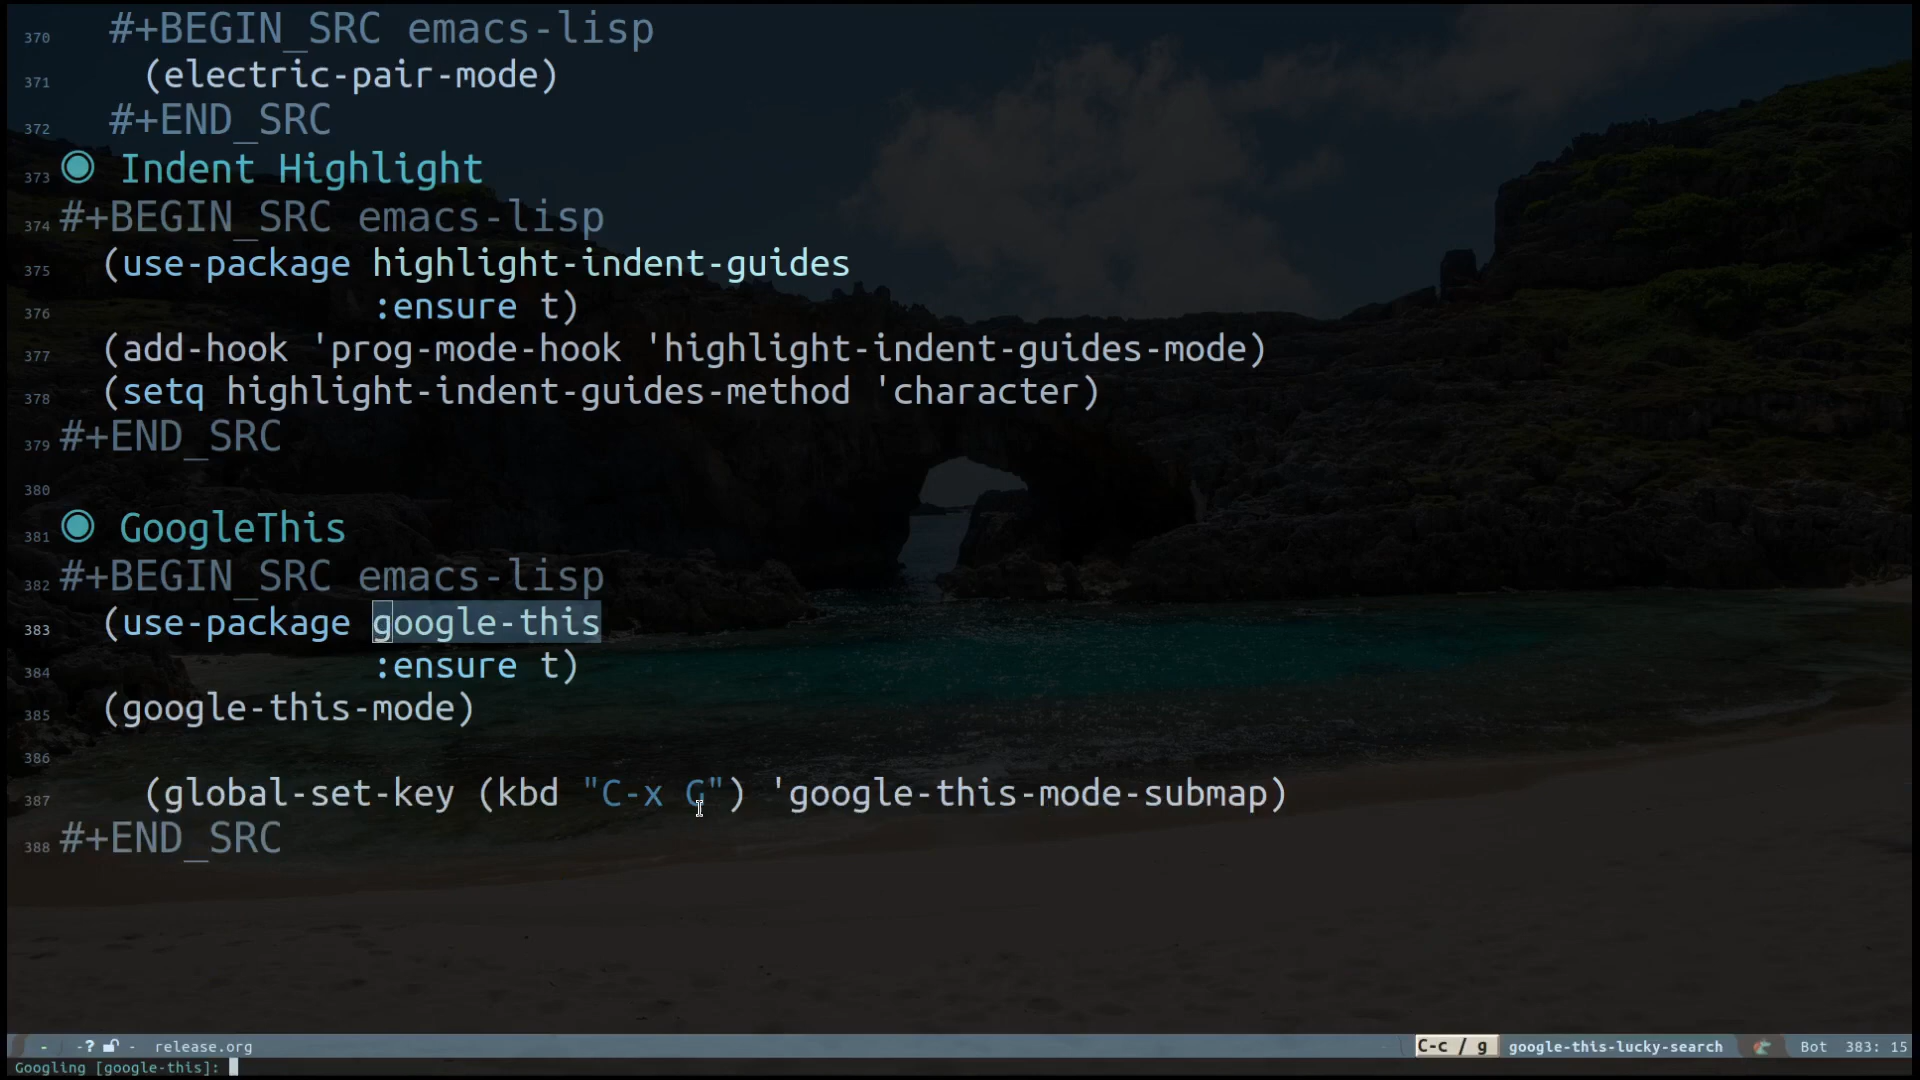 370 #+BEGIN_SRC emacs-lisp
371 (electric-pair-mode)
372 #+END_SRC
373 Indent Highlight
374 #+BEGIN_SRC emacs-lisp
375 (use-package highlight-indent-guides
376 :ensure t)
377 (add-hook 'prog-mode-hook 'highlight-indent-guides-mode)
378 (setq highlight-indent-guides-method 'character)
379 #+END_SRC
380
381 GoogleThis
382 #+BEGIN_SRC emacs-lisp
383 (use-package google-this
384 :ensure t)
385 (google-this-mode)
386
387 (global-set-key (kbd "C-x G") 'google-this-mode-submap)
388 #+END_SRC
- -? - release.org C-c / g google-this-lucky-search Bot 383: 15
Googling [google-this]: